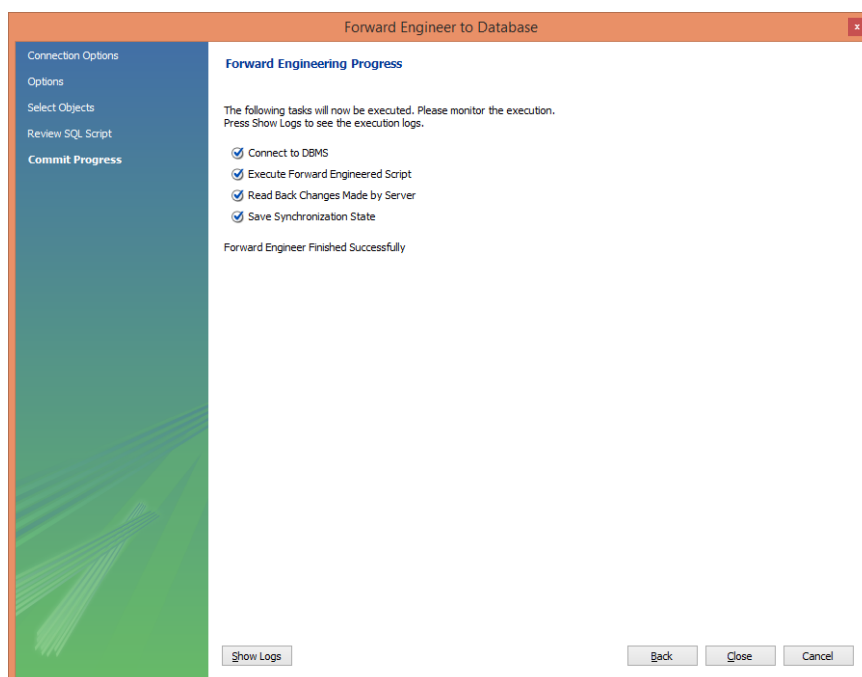 Forward Engineer to Database
x
Connection Options
Options
Select Objects
Review SQL Script
Commit Progress
Forward Engineering Progress
The following tasks will now be executed. Please monitor the execution.
Press Show Logs to see the execution logs.
Connect to DBMS
Execute Forward Engineered Script
Read Back Changes Made by Server
Save Synchronization State
Forward Engineer Finished Successfully
Show Logs
Back
Close
Cancel